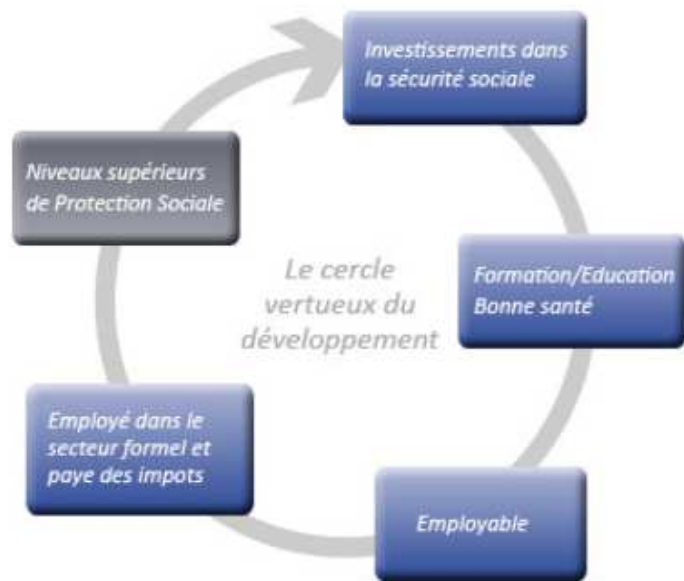 Investissements dans
la sécurité sociale
Niveaux supérieurs
de Protection Sociale
Le cercle
vertueux du
développement
Formation/Education
Bonne santé
Employé dans le
secteur formel et
paye des impots
Employable